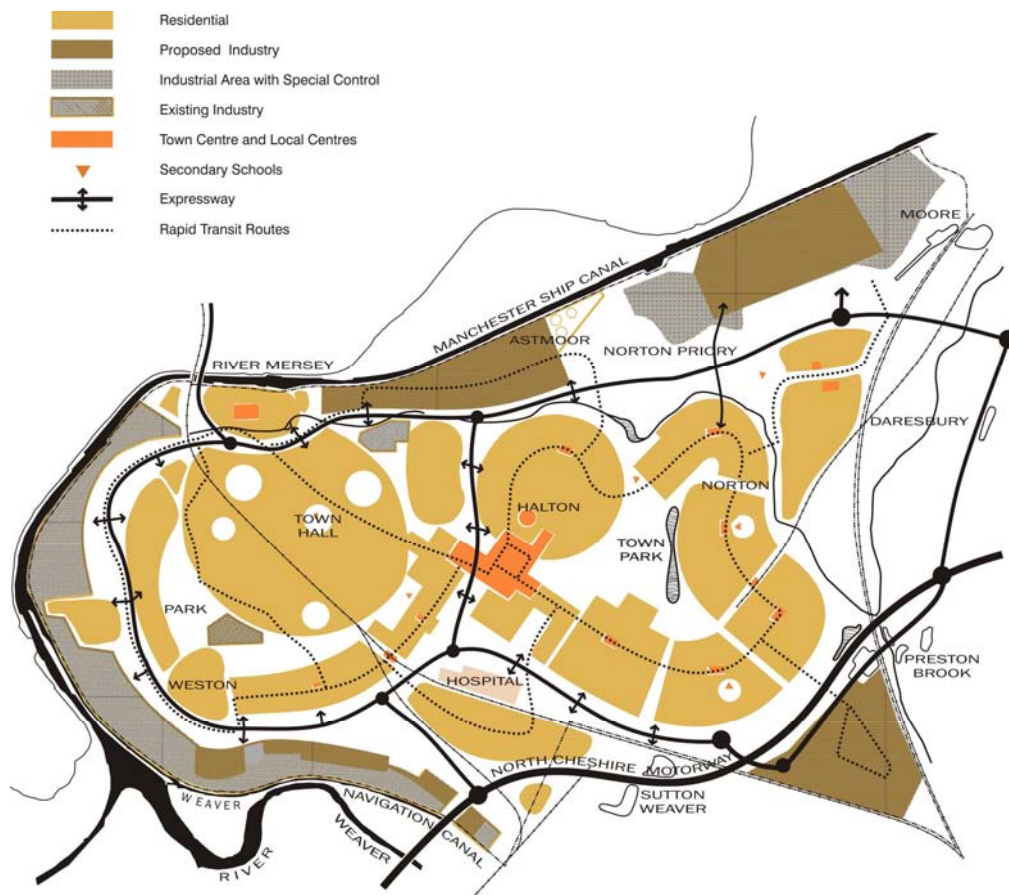 Residential
Proposed Industry
Industrial Area with Special Control
Existing Industry
Town Centre and Local Centres
Secondary Schools
Expressway
Rapid Transit Routes
MOORE
MANCHESTER SHIP CANAL
ASTMOOR
NORTON PRIORY
RIVER MERSEY
DARESBURY
NORTON
HALTON
TOWN
HALL
TOWN
PARK
PARK
WESTON
HOSPITAL
PRESTON
BROOK
NORTH CHESHIRE MOTORWAY
SUTTON
WEAVER
WEAVER
NAVIGATION CANAL
RIVER
WEAVER